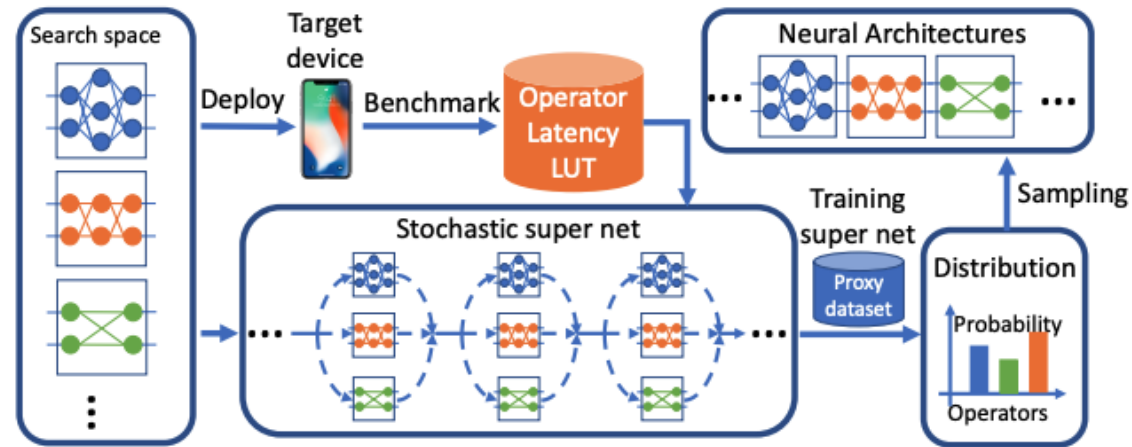 Search space
Target
device
Deploy
Benchmark
Operator
Latency
LUT
Neural Architectures
...
...
Stochastic super net
...
...
Training
super net
Proxy
dataset
Sampling
Distribution
Probability
Operators